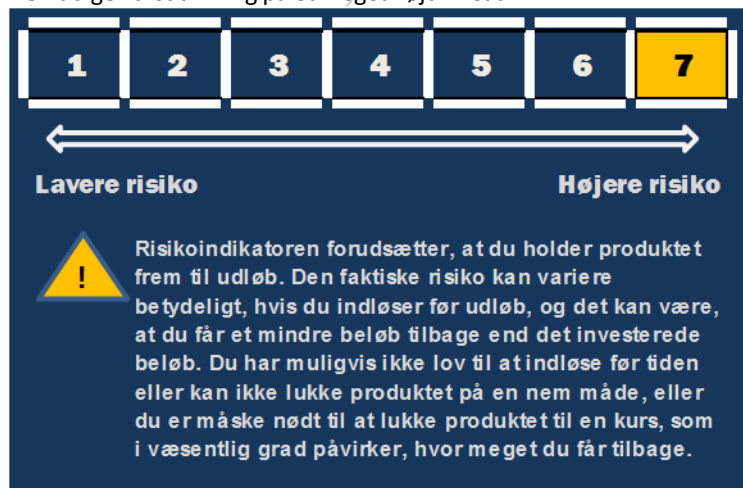 1 2 3 4 5 6 7
Lavere risiko Højere risiko
! Risikoindikatoren forudsætter, at du holder produktet
frem til udløb. Den faktiske risiko kan variere
betydeligt, hvis du indløser før udløb, og det kan være,
at du får et mindre beløb tilbage end det investerede
beløb. Du har muligvis ikke lov til at indløse før tiden
eller kan ikke lukke produktet på en nem måde, eller
du er måske nødt til at lukke produktet til en kurs, som
i væsentlig grad påvirker, hvor meget du får tilbage.